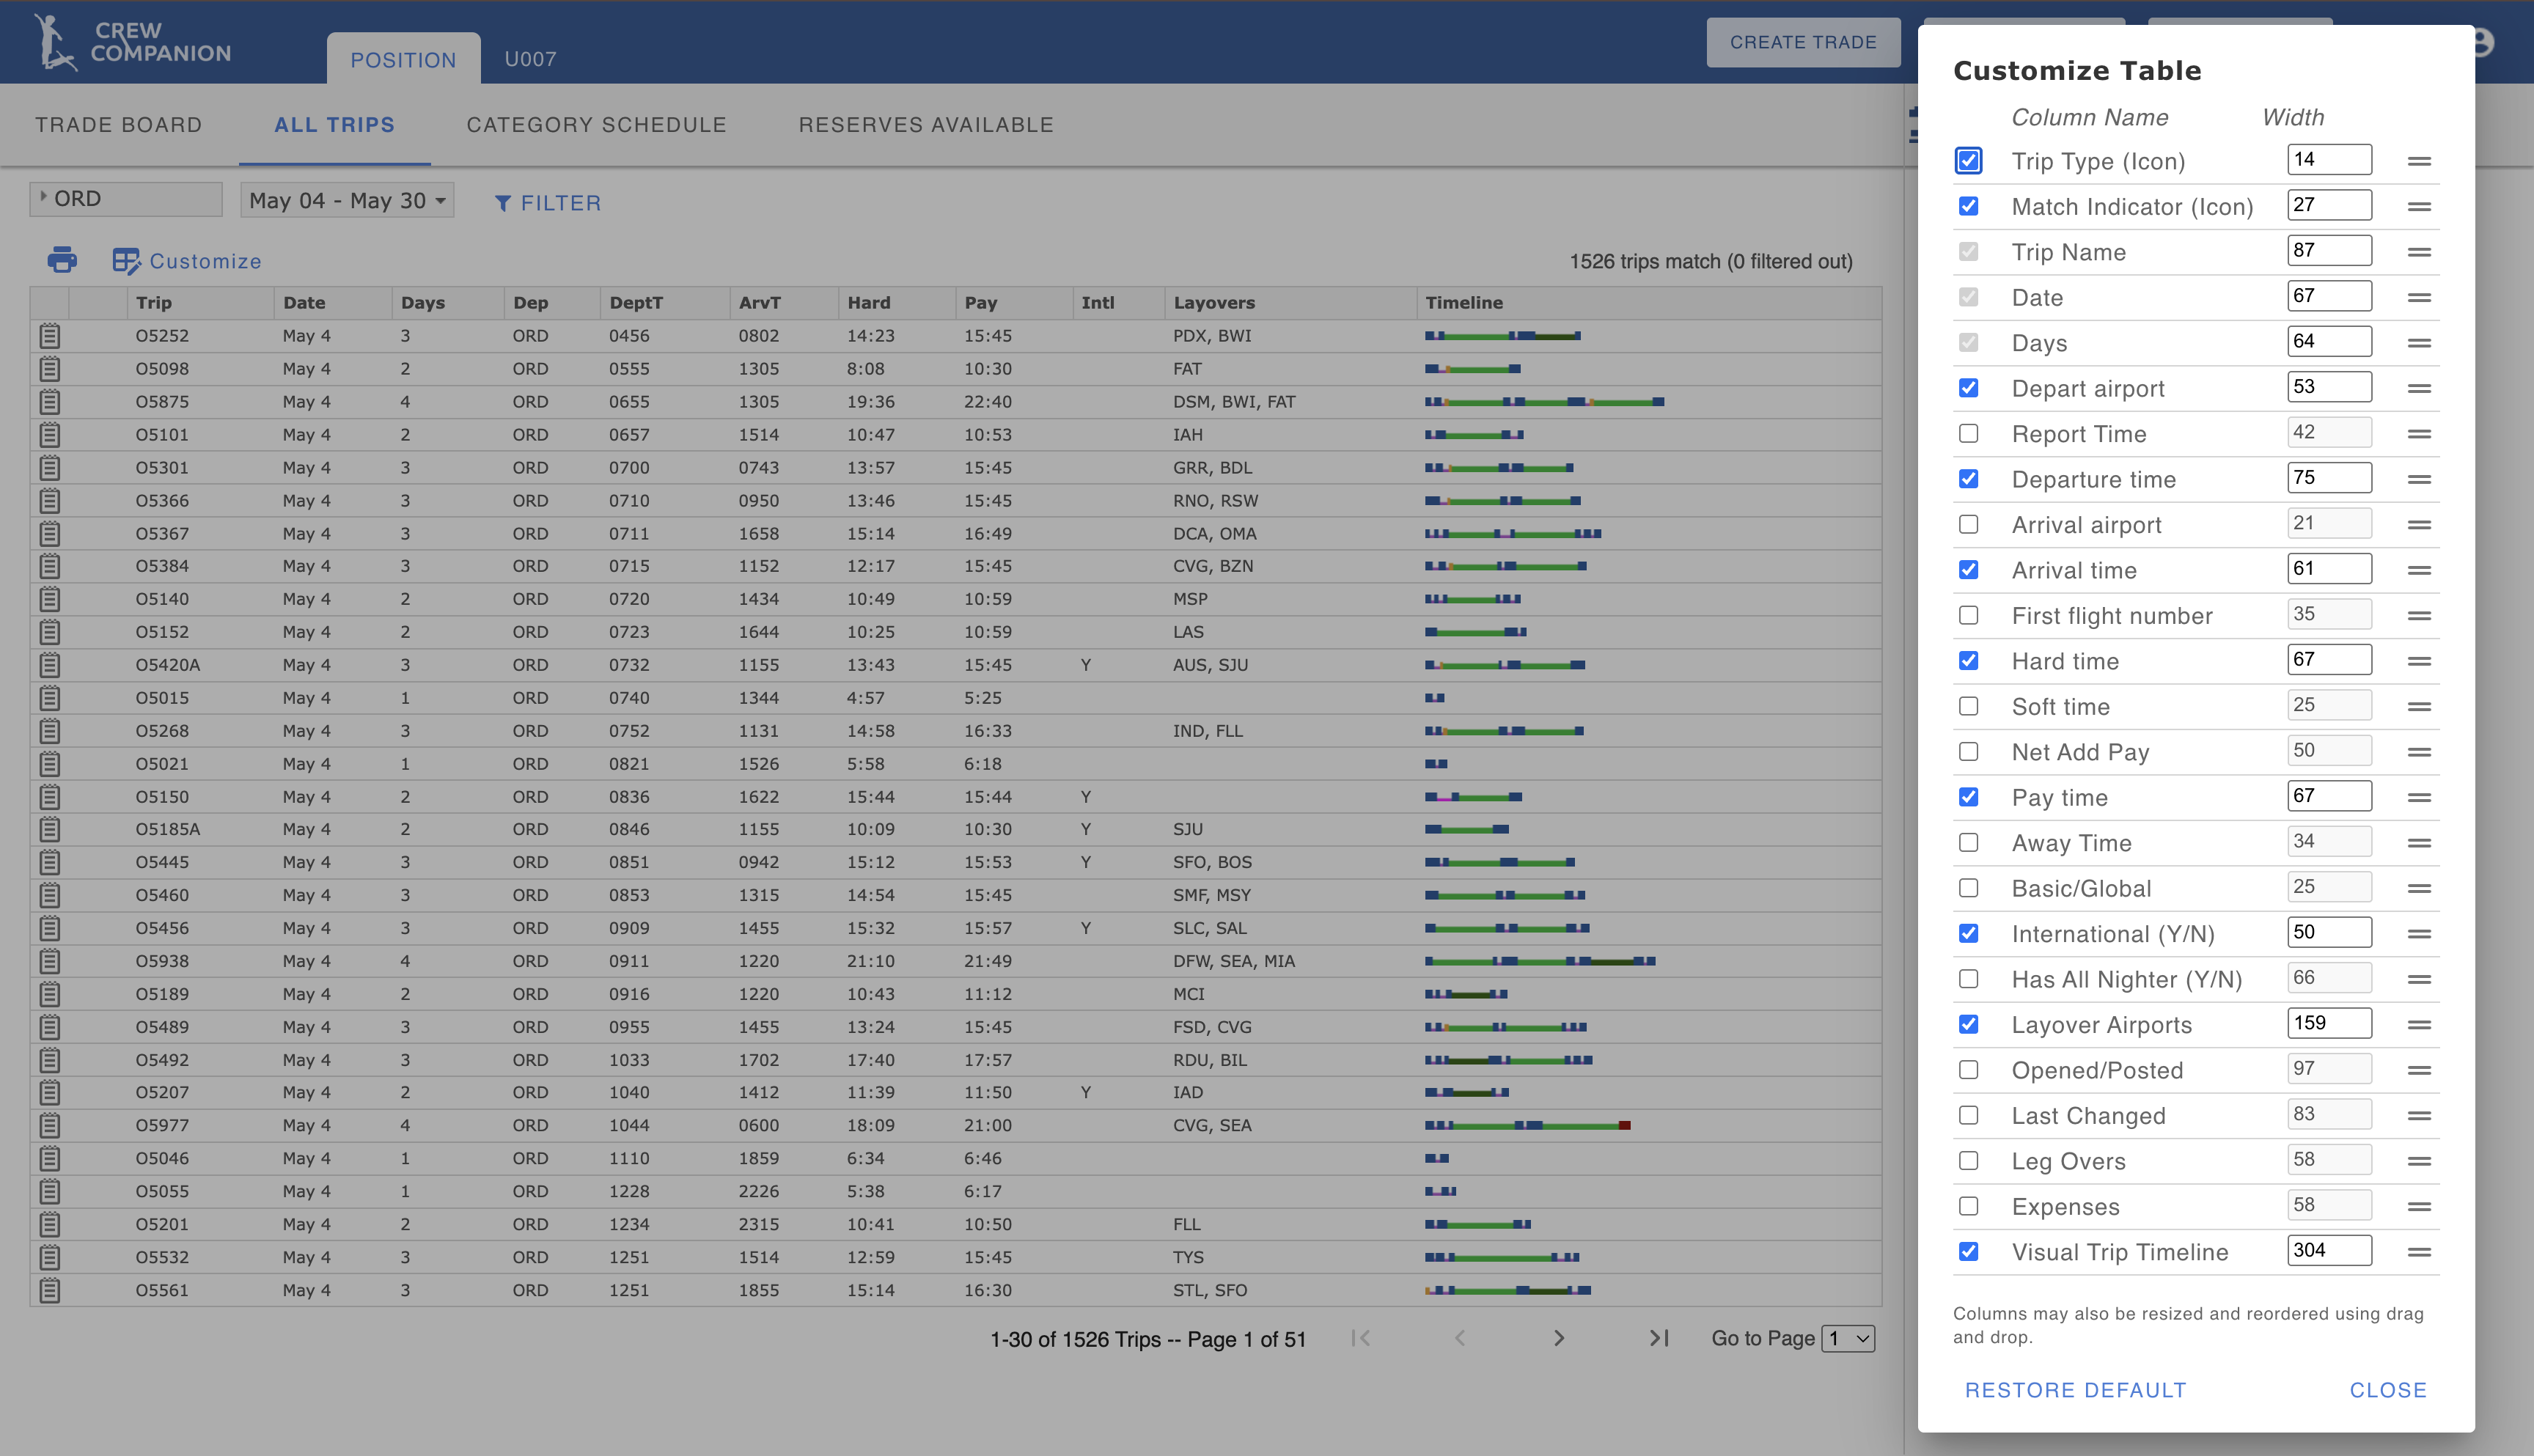 CREW
COMPANION
POSITION
U007
CREATE TRADE
TRADE BOARD
ALL TRIPS
CATEGORY SCHEDULE
RESERVES AVAILABLE
ORD
May 04 - May 30
FILTER
Customize
1526 trips match (0 filtered out)
Trip Date Days Dep DeptT ArvT Hard Pay Intl Layovers Timeline
O5252 May 4 3 ORD 0456 0802 14:23 15:45 PDX, BWI
O5098 May 4 2 ORD 0555 1305 8:08 10:30 FAT
O5875 May 4 4 ORD 0655 1305 19:36 22:40 DSM, BWI, FAT
O5101 May 4 2 ORD 0657 1514 10:47 10:53 IAH
O5301 May 4 3 ORD 0700 0743 13:57 15:45 GRR, BDL
O5366 May 4 3 ORD 0710 0950 13:46 15:45 RNO, RSW
O5367 May 4 3 ORD 0711 1658 15:14 16:49 DCA, OMA
O5384 May 4 3 ORD 0715 1152 12:17 15:45 CVG, BZN
O5140 May 4 2 ORD 0720 1434 10:49 10:59 MSP
O5152 May 4 2 ORD 0723 1644 10:25 10:59 LAS
O5420A May 4 3 ORD 0732 1155 13:43 15:45 Y AUS, SJU
O5015 May 4 1 ORD 0740 1344 4:57 5:25
O5268 May 4 3 ORD 0752 1131 14:58 16:33 IND, FLL
O5021 May 4 1 ORD 0821 1526 5:58 6:18
O5150 May 4 2 ORD 0836 1622 15:44 15:44 Y
O5185A May 4 2 ORD 0846 1155 10:09 10:30 Y SJU
O5445 May 4 3 ORD 0851 0942 15:12 15:53 Y SFO, BOS
O5460 May 4 3 ORD 0853 1315 14:54 15:45 SMF, MSY
O5456 May 4 3 ORD 0909 1455 15:32 15:57 Y SLC, SAL
O5938 May 4 4 ORD 0911 1220 21:10 21:49 DFW, SEA, MIA
O5189 May 4 2 ORD 0916 1220 10:43 11:12 MCI
O5489 May 4 3 ORD 0955 1455 13:24 15:45 FSD, CVG
O5492 May 4 3 ORD 1033 1702 17:40 17:57 RDU, BIL
O5207 May 4 2 ORD 1040 1412 11:39 11:50 Y IAD
O5977 May 4 4 ORD 1044 0600 18:09 21:00 CVG, SEA
O5046 May 4 1 ORD 1110 1859 6:34 6:46
O5055 May 4 1 ORD 1228 2226 5:38 6:17
O5201 May 4 2 ORD 1234 2315 10:41 10:50 FLL
O5532 May 4 3 ORD 1251 1514 12:59 15:45 TYS
O5561 May 4 3 ORD 1251 1855 15:14 16:30 STL, SFO
1-30 of 1526 Trips -- Page 1 of 51
Go to Page 1
Customize Table
Column Name Width
Trip Type (Icon) 14
Match Indicator (Icon) 27
Trip Name 87
Date 67
Days 64
Depart airport 53
Report Time 42
Departure time 75
Arrival airport 21
Arrival time 61
First flight number 35
Hard time 67
Soft time 25
Net Add Pay 50
Pay time 67
Away Time 34
Basic/Global 25
International (Y/N) 50
Has All Nighter (Y/N) 66
Layover Airports 159
Opened/Posted 97
Last Changed 83
Leg Overs 58
Expenses 58
Visual Trip Timeline 304
Columns may also be resized and reordered using drag
and drop.
RESTORE DEFAULT
CLOSE